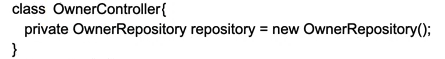 class OwnerController{
private OwnerRepository repository = new OwnerRepository();
}